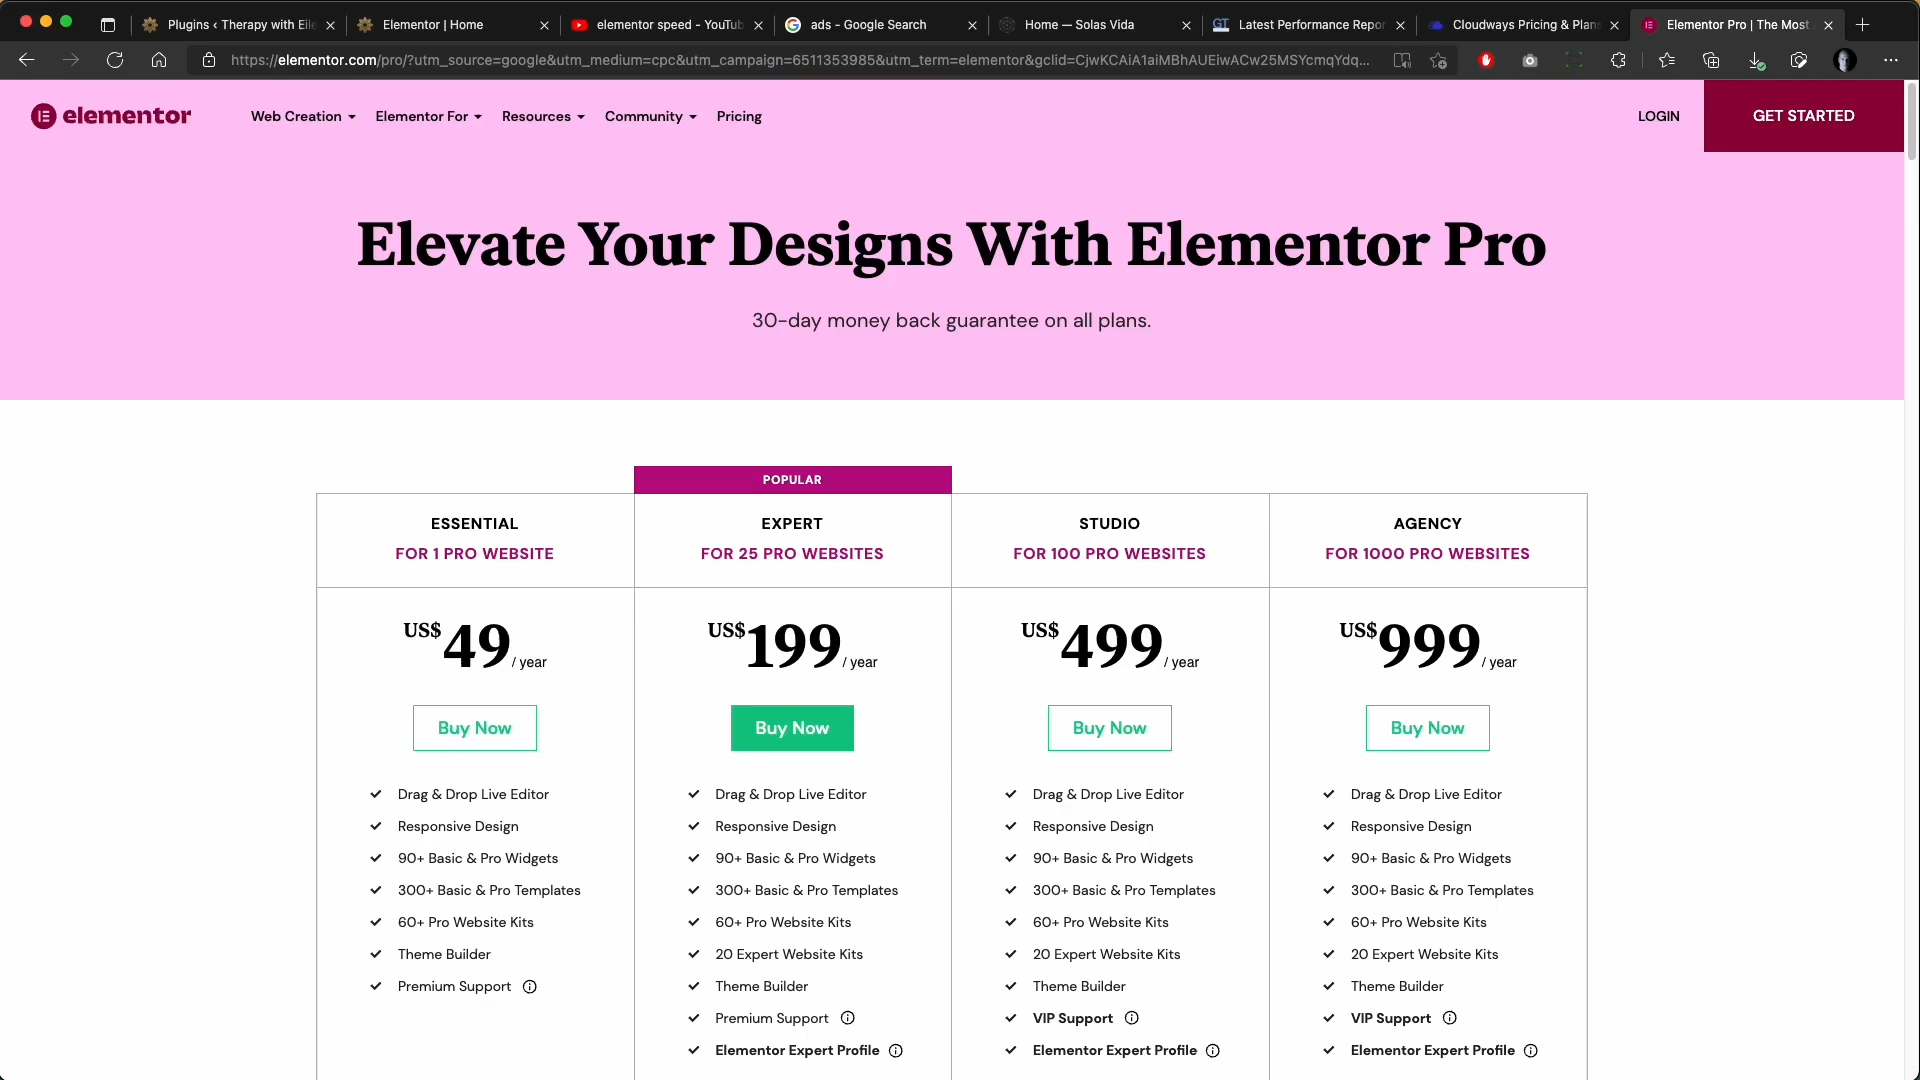 Plugins ‹ Therapy with Eile
Elementor | Home
elementor speed - YouTub
ads - Google Search
Home — Solas Vida
GT Latest Performance Repor
Cloudways Pricing & Plans
Elementor Pro | The Most
https://elementor.com/pro/?utm_source=google&utm_medium=cpc&utm_campaign=6511353985&utm_term=elementor&gclid=CjwKCAiA1aiMBhAUEiwACw25MSYcmqYdq...
elementor
Web Creation
Elementor For
Resources
Community
Pricing
LOGIN
GET STARTED
Elevate Your Designs With Elementor Pro
30-day money back guarantee on all plans.
POPULAR
ESSENTIAL
FOR 1 PRO WEBSITE
US$49/ year
Buy Now
Drag & Drop Live Editor
Responsive Design
90+ Basic & Pro Widgets
300+ Basic & Pro Templates
60+ Pro Website Kits
Theme Builder
Premium Support
EXPERT
FOR 25 PRO WEBSITES
US$199/ year
Buy Now
Drag & Drop Live Editor
Responsive Design
90+ Basic & Pro Widgets
300+ Basic & Pro Templates
60+ Pro Website Kits
20 Expert Website Kits
Theme Builder
Premium Support
Elementor Expert Profile
STUDIO
FOR 100 PRO WEBSITES
US$499/ year
Buy Now
Drag & Drop Live Editor
Responsive Design
90+ Basic & Pro Widgets
300+ Basic & Pro Templates
60+ Pro Website Kits
20 Expert Website Kits
Theme Builder
VIP Support
Elementor Expert Profile
AGENCY
FOR 1000 PRO WEBSITES
US$999/ year
Buy Now
Drag & Drop Live Editor
Responsive Design
90+ Basic & Pro Widgets
300+ Basic & Pro Templates
60+ Pro Website Kits
20 Expert Website Kits
Theme Builder
VIP Support
Elementor Expert Profile